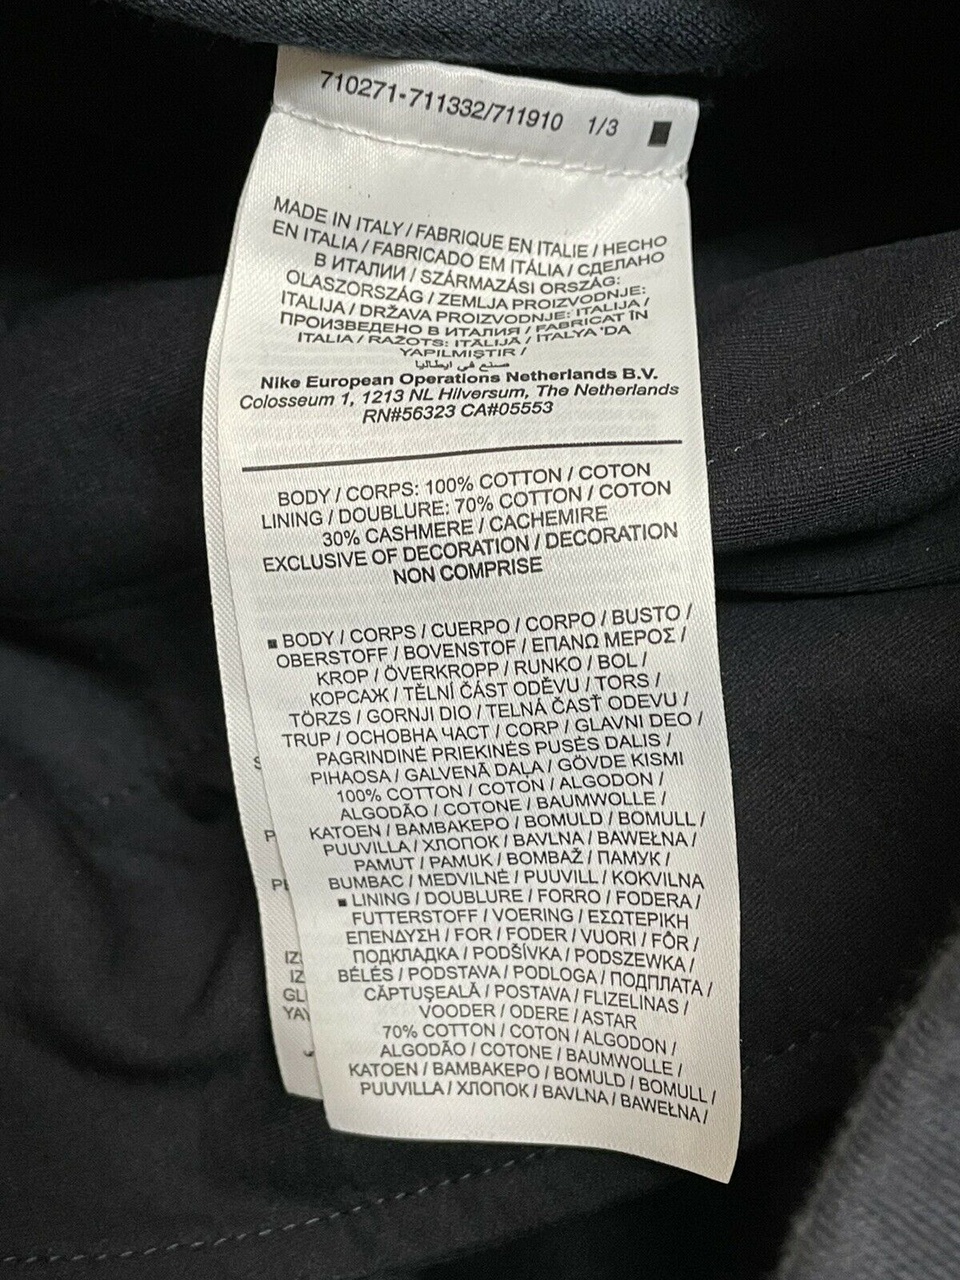 710271-711332/711910 1/3
MADE IN ITALY / FABRIQUE EN ITALIE / HECHO
EN ITALIA / FABRICADO EM ITÁLIA / СДЕЛАНО
В ИТАЛИИ / SZÁRMAZÁSI ORSZÁG:
OLASZORSZÁG / ZEMLJA PROIZVODNJE:
ITALIJA / DRŽAVA PROIZVODNJE: ITALIJA /
ПРОИЗВЕДЕНО В ИТАЛИЯ / FABRICAT ÎN
ITALIA / RAŽOTS: ITĀLIJĀ / ITALYA 'DA
YAPILMIŞTIR /
صنع في ايطاليا
Nike European Operations Netherlands B.V.
Colosseum 1, 1213 NL Hilversum, The Netherlands
RN#56323 CA#05553
BODY / CORPS: 100% COTTON / COTON
LINING / DOUBLURE: 70% COTTON / COTON
30% CASHMERE / CACHEMIRE
EXCLUSIVE OF DECORATION / DECORATION
NON COMPRISE
■ BODY / CORPS / CUERPO / CORPO / BUSTO /
OBERSTOFF / BOVENSTOF / ΕΠΑΝΩ ΜΕΡΟΣ /
KROP / ÖVERKROPP / RUNKO / BOL /
КОРСАЖ / TĚLNÍ ČÁST ODĚVU / TORS /
TÖRZS / GORNJI DIO / TELNÁ ČASŤ ODEVU /
TRUP / ОСНОВНА ЧАСТ / CORP / GLAVNI DEO /
PAGRINDINĖ PRIEKINĖS PUSĖS DALIS /
PIHAOSA / GALVENĀ DAĻA / GÖVDE KISMI
100% COTTON / COTON / ALGODON /
ALGODÃO / COTONE / BAUMWOLLE /
KATOEN / ΒΑΜΒΑΚΕΡΟ / BOMULD / BOMULL /
PUUVILLA / ХЛОПОК / BAVLNA / BAWEŁNA /
PAMUT / PAMUK / BOMBAŽ / ПАМУК /
BUMBAC / MEDVILNĖ / PUUVILL / KOKVILNA
■ LINING / DOUBLURE / FORRO / FODERA /
FUTTERSTOFF / VOERING / ΕΣΩΤΕΡΙΚΗ
ΕΠΕΝΔΥΣΗ / FOR / FODER / VUORI / FÔR /
ПОДКЛАДКА / PODŠÍVKA / PODSZEWKA /
BÉLÉS / PODSTAVA / PODLOGA / ПОДПЛАТА /
CĂPTUŞEALĂ / POSTAVA / FLIZELINAS /
VOODER / ODERE / ASTAR
70% COTTON / COTON / ALGODON /
ALGODÃO / COTONE / BAUMWOLLE /
KATOEN / ΒΑΜΒΑΚΕΡΟ / BOMULD / BOMULL /
PUUVILLA / ХЛОПОК / BAVLNA / BAWEŁNA /
IZ
IZ
GL
YAY